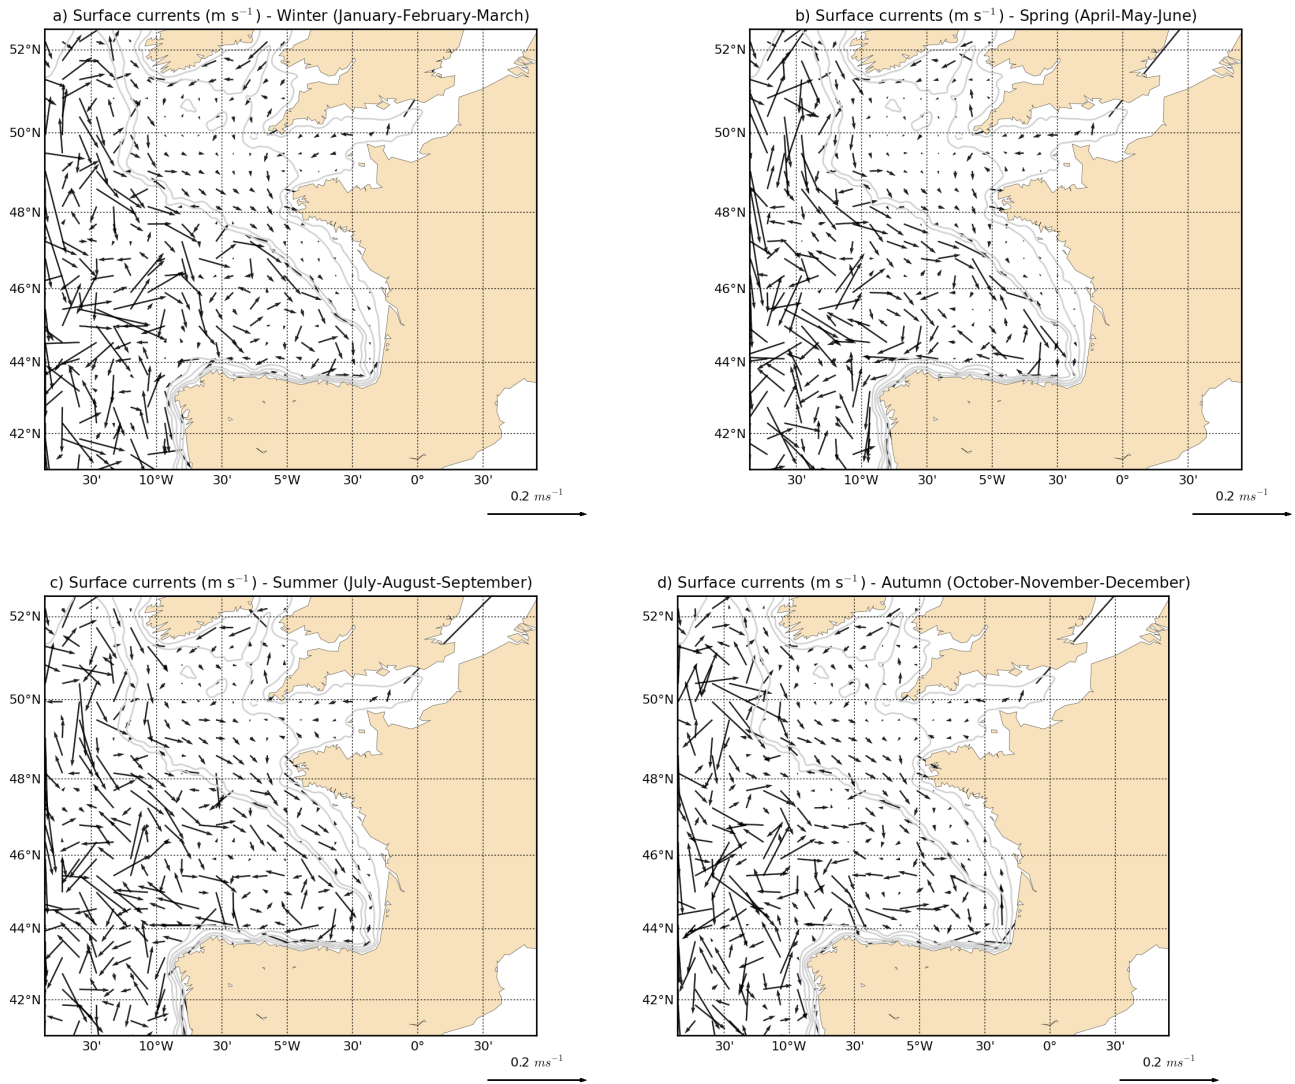 a) Surface currents (m s⁻¹) - Winter (January-February-March)
52°N
50°N
48°N
46°N
44°N
42°N
30' 10°W 30' 5°W 30' 0° 30'
0.2 ms⁻¹
b) Surface currents (m s⁻¹) - Spring (April-May-June)
52°N
50°N
48°N
46°N
44°N
42°N
30' 10°W 30' 5°W 30' 0° 30'
0.2 ms⁻¹
c) Surface currents (m s⁻¹) - Summer (July-August-September)
52°N
50°N
48°N
46°N
44°N
42°N
30' 10°W 30' 5°W 30' 0° 30'
0.2 ms⁻¹
d) Surface currents (m s⁻¹) - Autumn (October-November-December)
52°N
50°N
48°N
46°N
44°N
42°N
30' 10°W 30' 5°W 30' 0° 30'
0.2 ms⁻¹